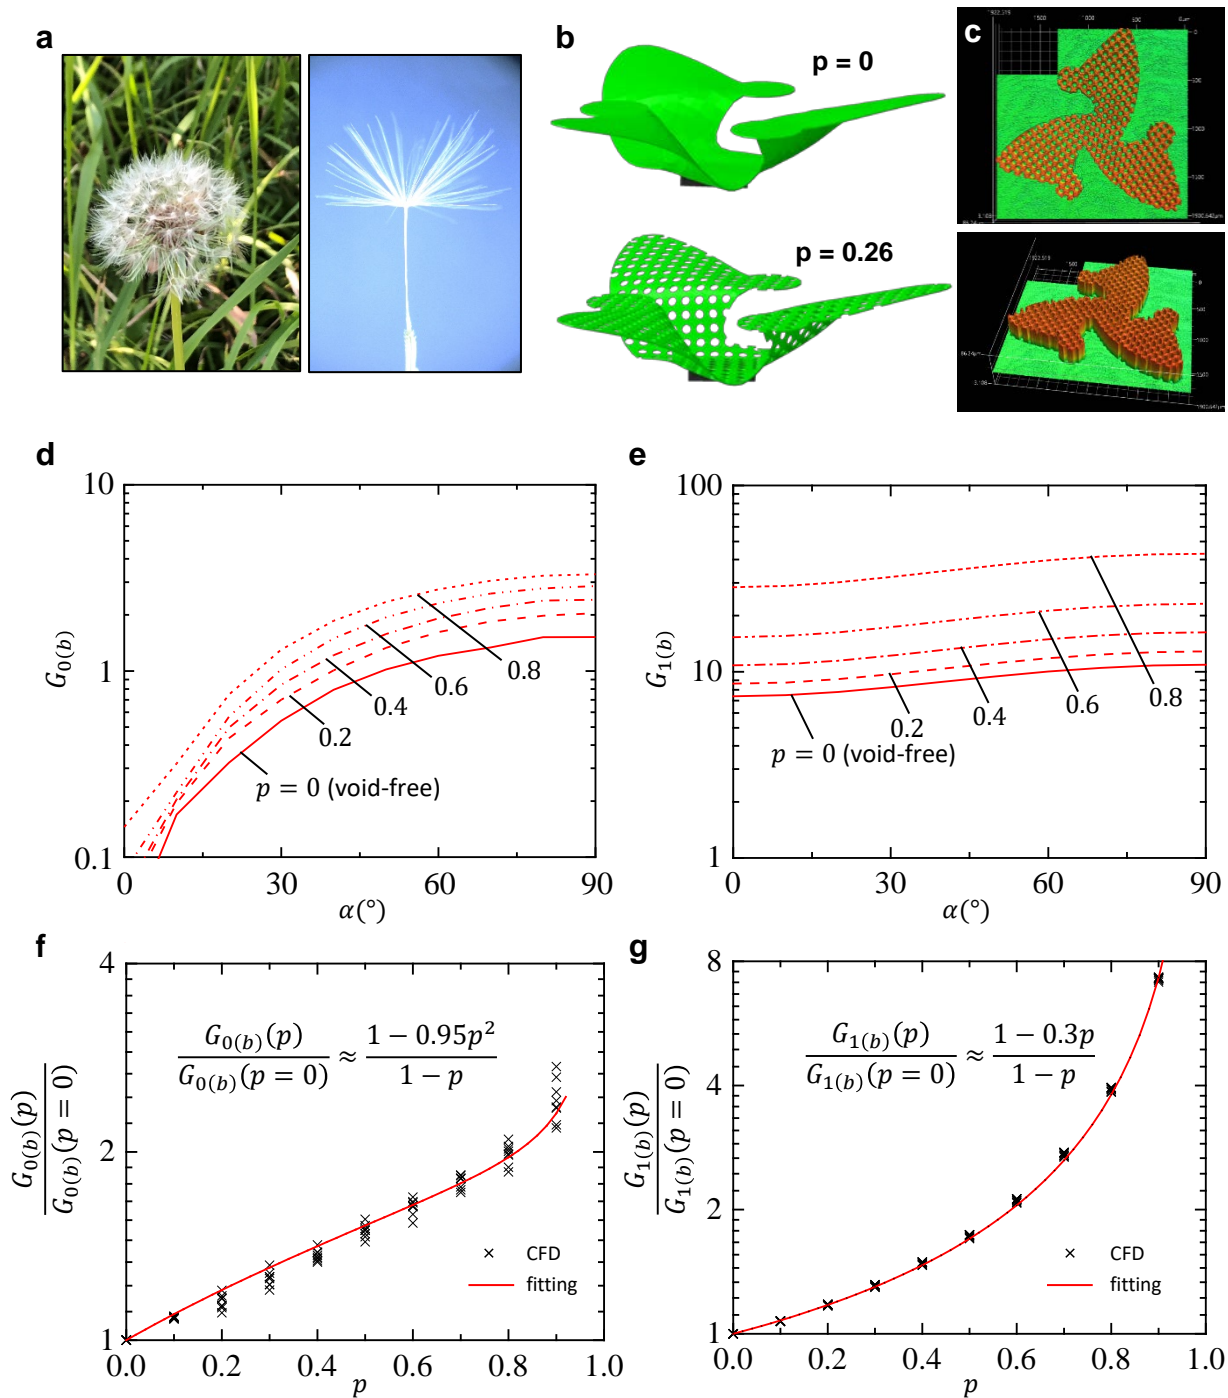 a
b
p = 0
p = 0.26
c
d
10
1
0.1
G0(b)
0.8
0.6
0.4
0.2
p = 0 (void-free)
0 30 60 90
α(°)
e
100
10
1
G1(b)
0.8
0.6
0.4
0.2
p = 0 (void-free)
0 30 60 90
α(°)
f
4
2
1
G0(b)(p)
G0(b)(p = 0)
G0(b)(p) / G0(b)(p = 0) ≈ (1 − 0.95p²) / (1 − p)
CFD
fitting
0.0 0.2 0.4 0.6 0.8 1.0
p
g
8
4
2
1
G1(b)(p)
G1(b)(p = 0)
G1(b)(p) / G1(b)(p = 0) ≈ (1 − 0.3p) / (1 − p)
CFD
fitting
0.0 0.2 0.4 0.6 0.8 1.0
p